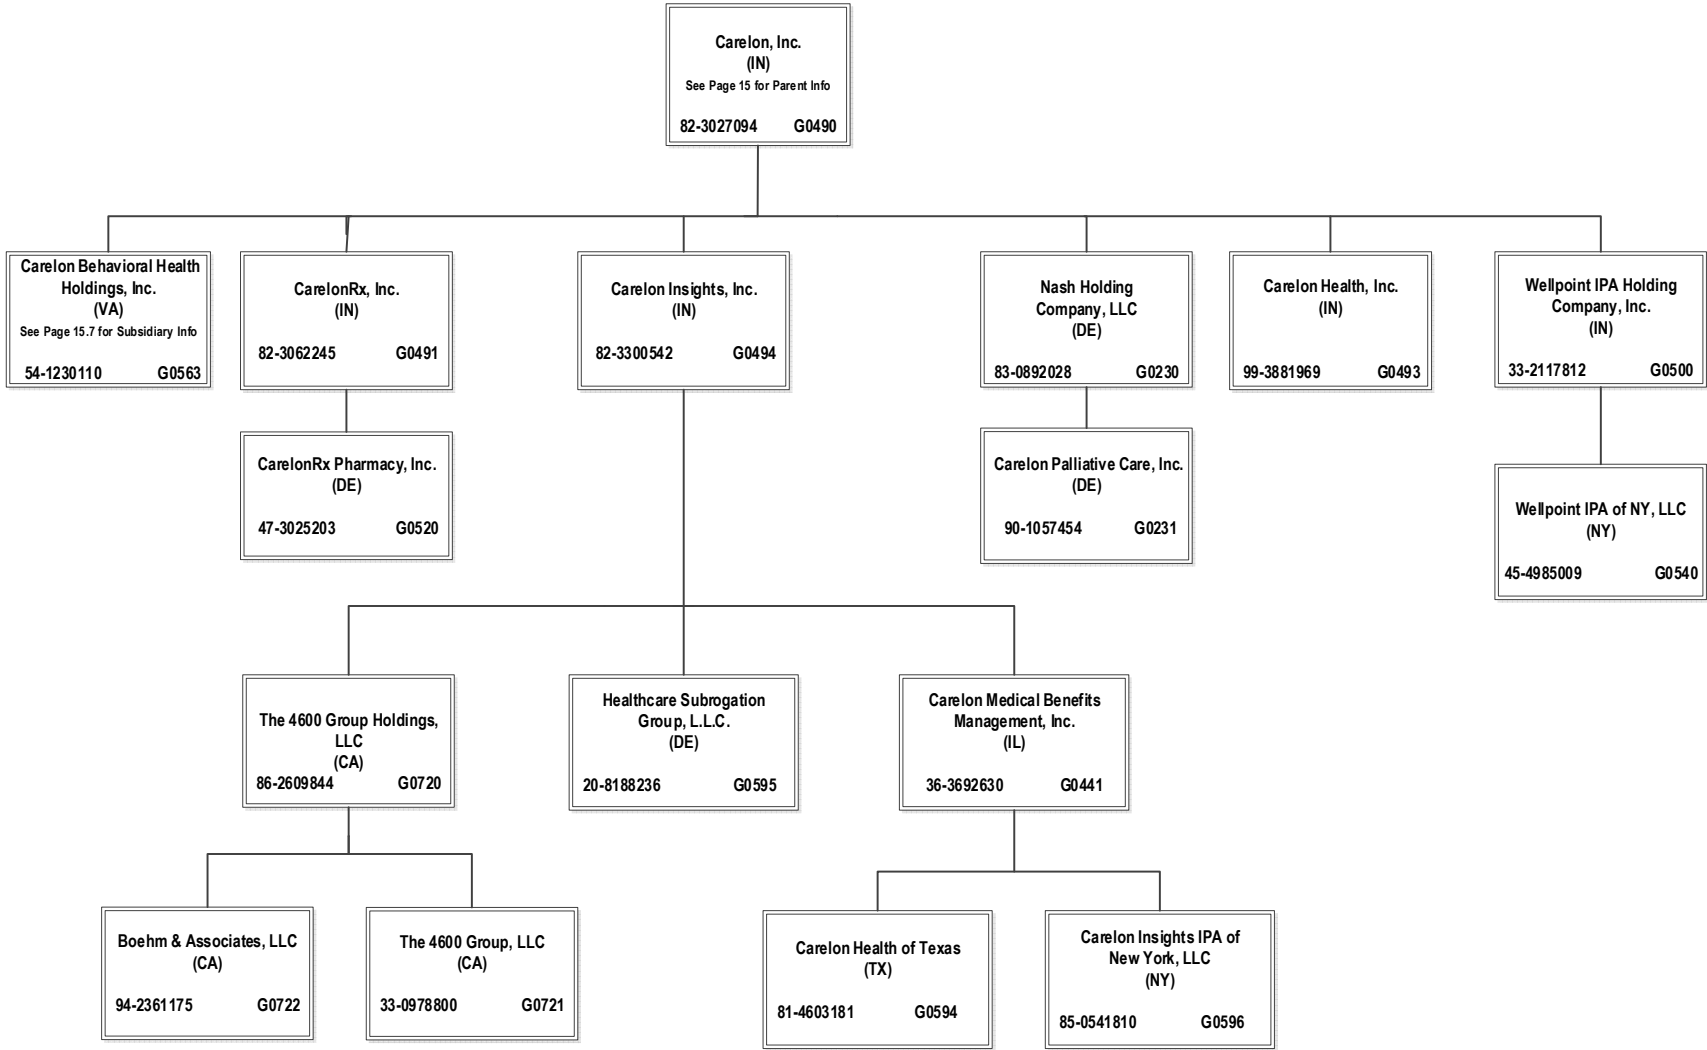 Carelon, Inc.
(IN)
See Page 15 for Parent Info
82-3027094 G0490
Carelon Behavioral Health
Holdings, Inc.
(VA)
See Page 15.7 for Subsidiary Info
54-1230110 G0563
CarelonRx, Inc.
(IN)
82-3062245 G0491
Carelon Insights, Inc.
(IN)
82-3300542 G0494
Nash Holding
Company, LLC
(DE)
83-0892028 G0230
Carelon Health, Inc.
(IN)
99-3881969 G0493
Wellpoint IPA Holding
Company, Inc.
(IN)
33-2117812 G0500
CarelonRx Pharmacy, Inc.
(DE)
47-3025203 G0520
Carelon Palliative Care, Inc.
(DE)
90-1057454 G0231
Wellpoint IPA of NY, LLC
(NY)
45-4985009 G0540
The 4600 Group Holdings,
LLC
(CA)
86-2609844 G0720
Healthcare Subrogation
Group, L.L.C.
(DE)
20-8188236 G0595
Carelon Medical Benefits
Management, Inc.
(IL)
36-3692630 G0441
Boehm & Associates, LLC
(CA)
94-2361175 G0722
The 4600 Group, LLC
(CA)
33-0978800 G0721
Carelon Health of Texas
(TX)
81-4603181 G0594
Carelon Insights IPA of
New York, LLC
(NY)
85-0541810 G0596